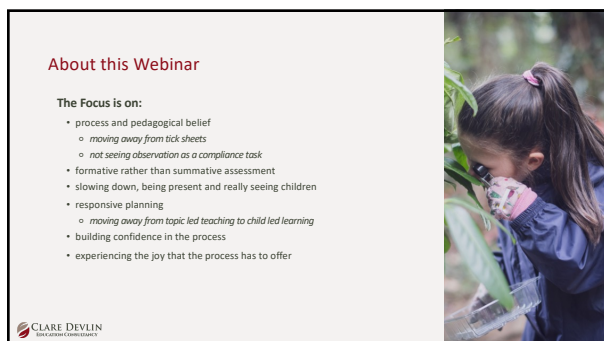 About this Webinar
The Focus is on:
• process and pedagogical belief
o moving away from tick sheets
o not seeing observation as a compliance task
• formative rather than summative assessment
• slowing down, being present and really seeing children
• responsive planning
o moving away from topic led teaching to child led learning
• building confidence in the process
• experiencing the joy that the process has to offer
CLARE DEVLIN
EDUCATION CONSULTANCY